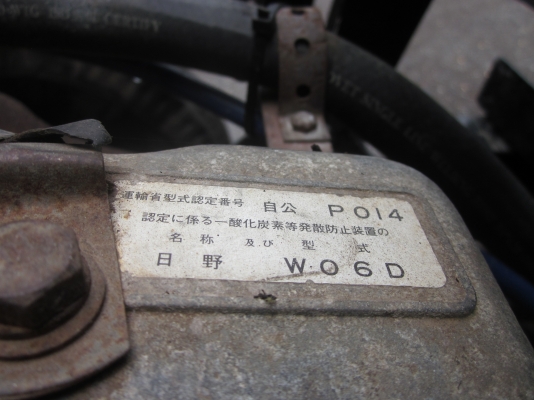 運輸省型式認定番号 自公 P014
認定に係る一酸化炭素等発散防止装置の
名称 及び 型式
日野 W06D